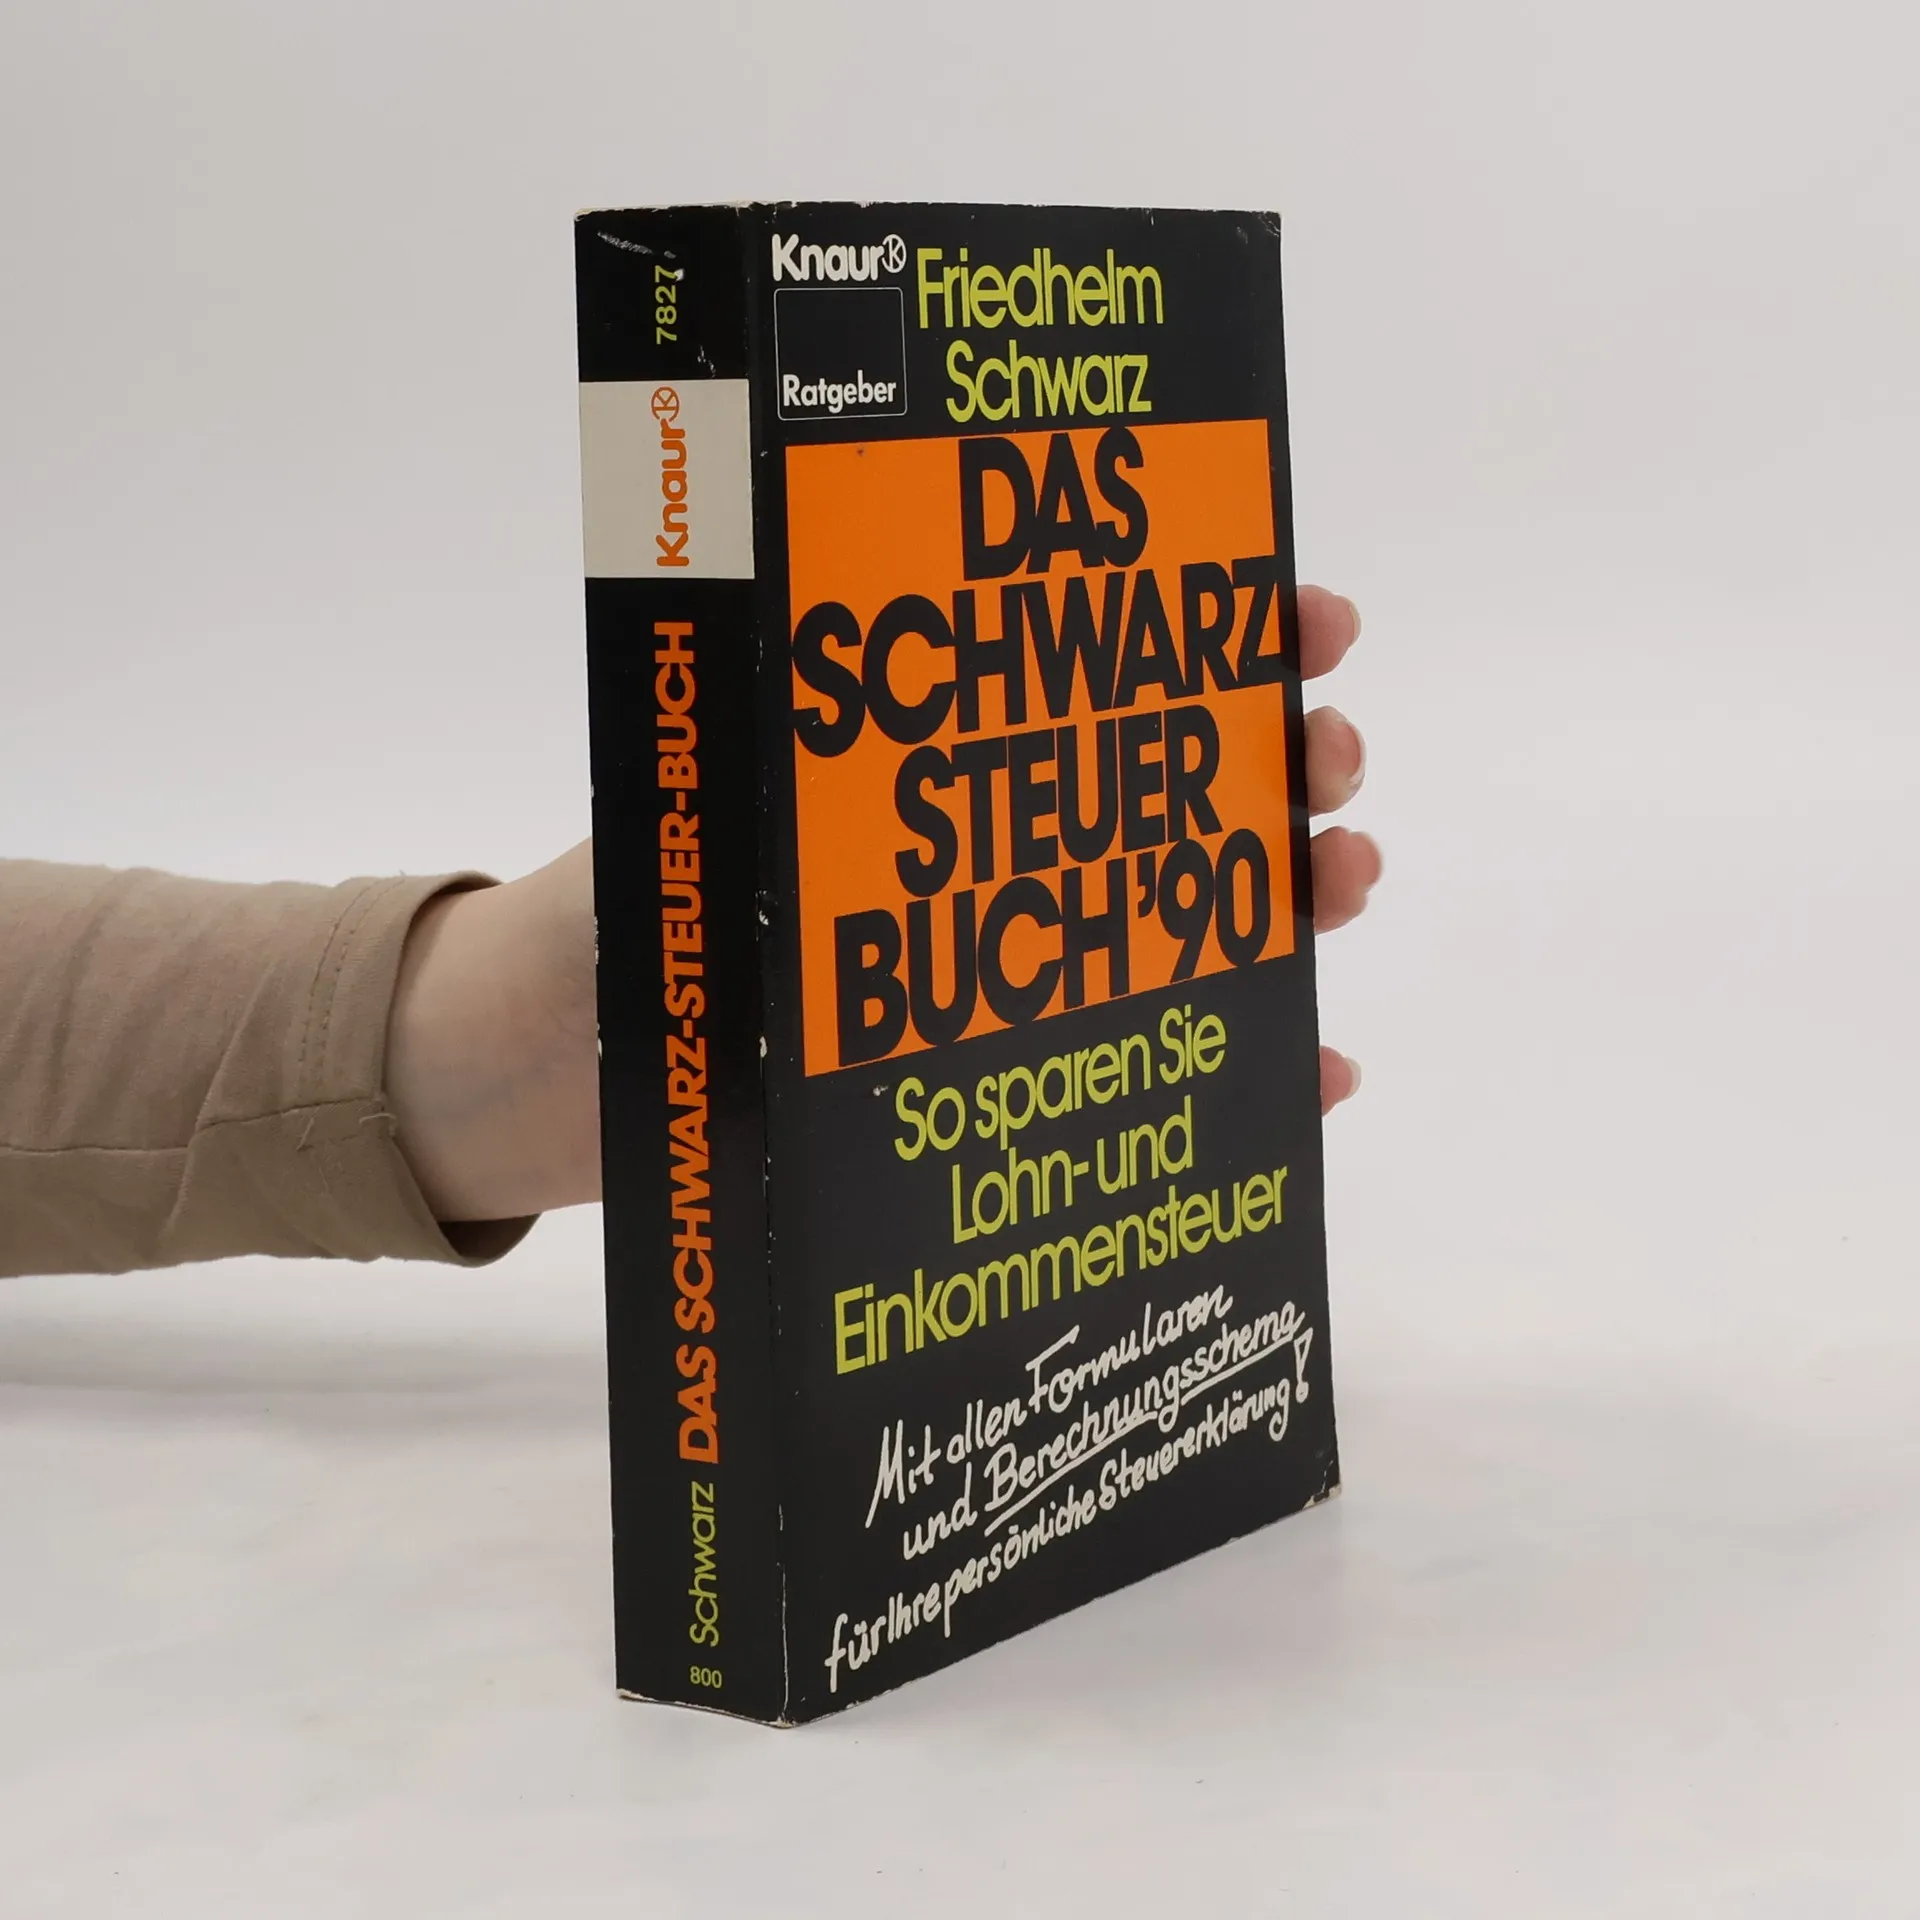 7827
Knaur
DAS SCHWARZ-STEUER-BUCH
Schwarz
800
Knaur
Ratgeber
Friedhelm
Schwarz
DAS
SCHWARZ
STEUER
BUCH '90
So sparen Sie
Lohn- und
Einkommensteuer
Mit allen Formularen
und Berechnungsschema
für Ihre persönliche Steuererklärung!